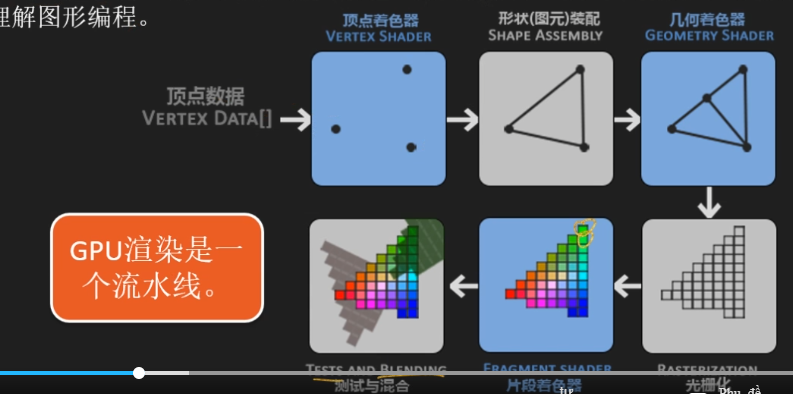 理解图形编程。
顶点着色器
VERTEX SHADER
形状(图元)装配
SHAPE ASSEMBLY
几何着色器
GEOMETRY SHADER
顶点数据
VERTEX DATA[]
GPU渲染是一
个流水线。
TESTS AND BLENDING
测试与混合
FRAGMENT SHADER
片段着色器
RASTERIZATION
光栅化
Phụ đề